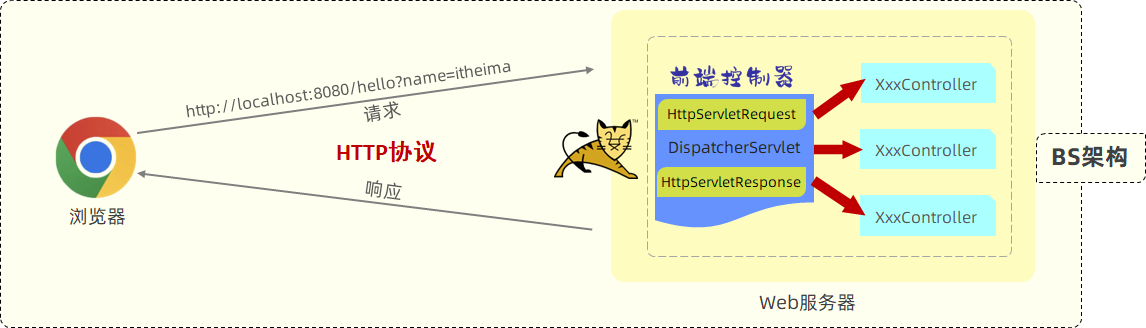 http://localhost:8080/hello?name=itheima
请求
HTTP协议
响应
浏览器
TM
前端控制器
HttpServletRequest
DispatcherServlet
HttpServletResponse
XxxController
XxxController
XxxController
Web服务器
BS架构